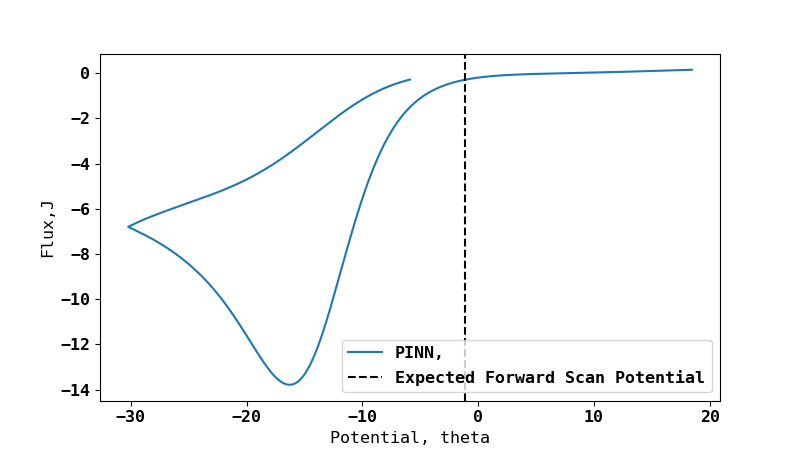 0
−2
−4
−6
−8
−10
−12
−14
Flux,J
PINN,
Expected Forward Scan Potential
−30 −20 −10 0 10 20
Potential, theta